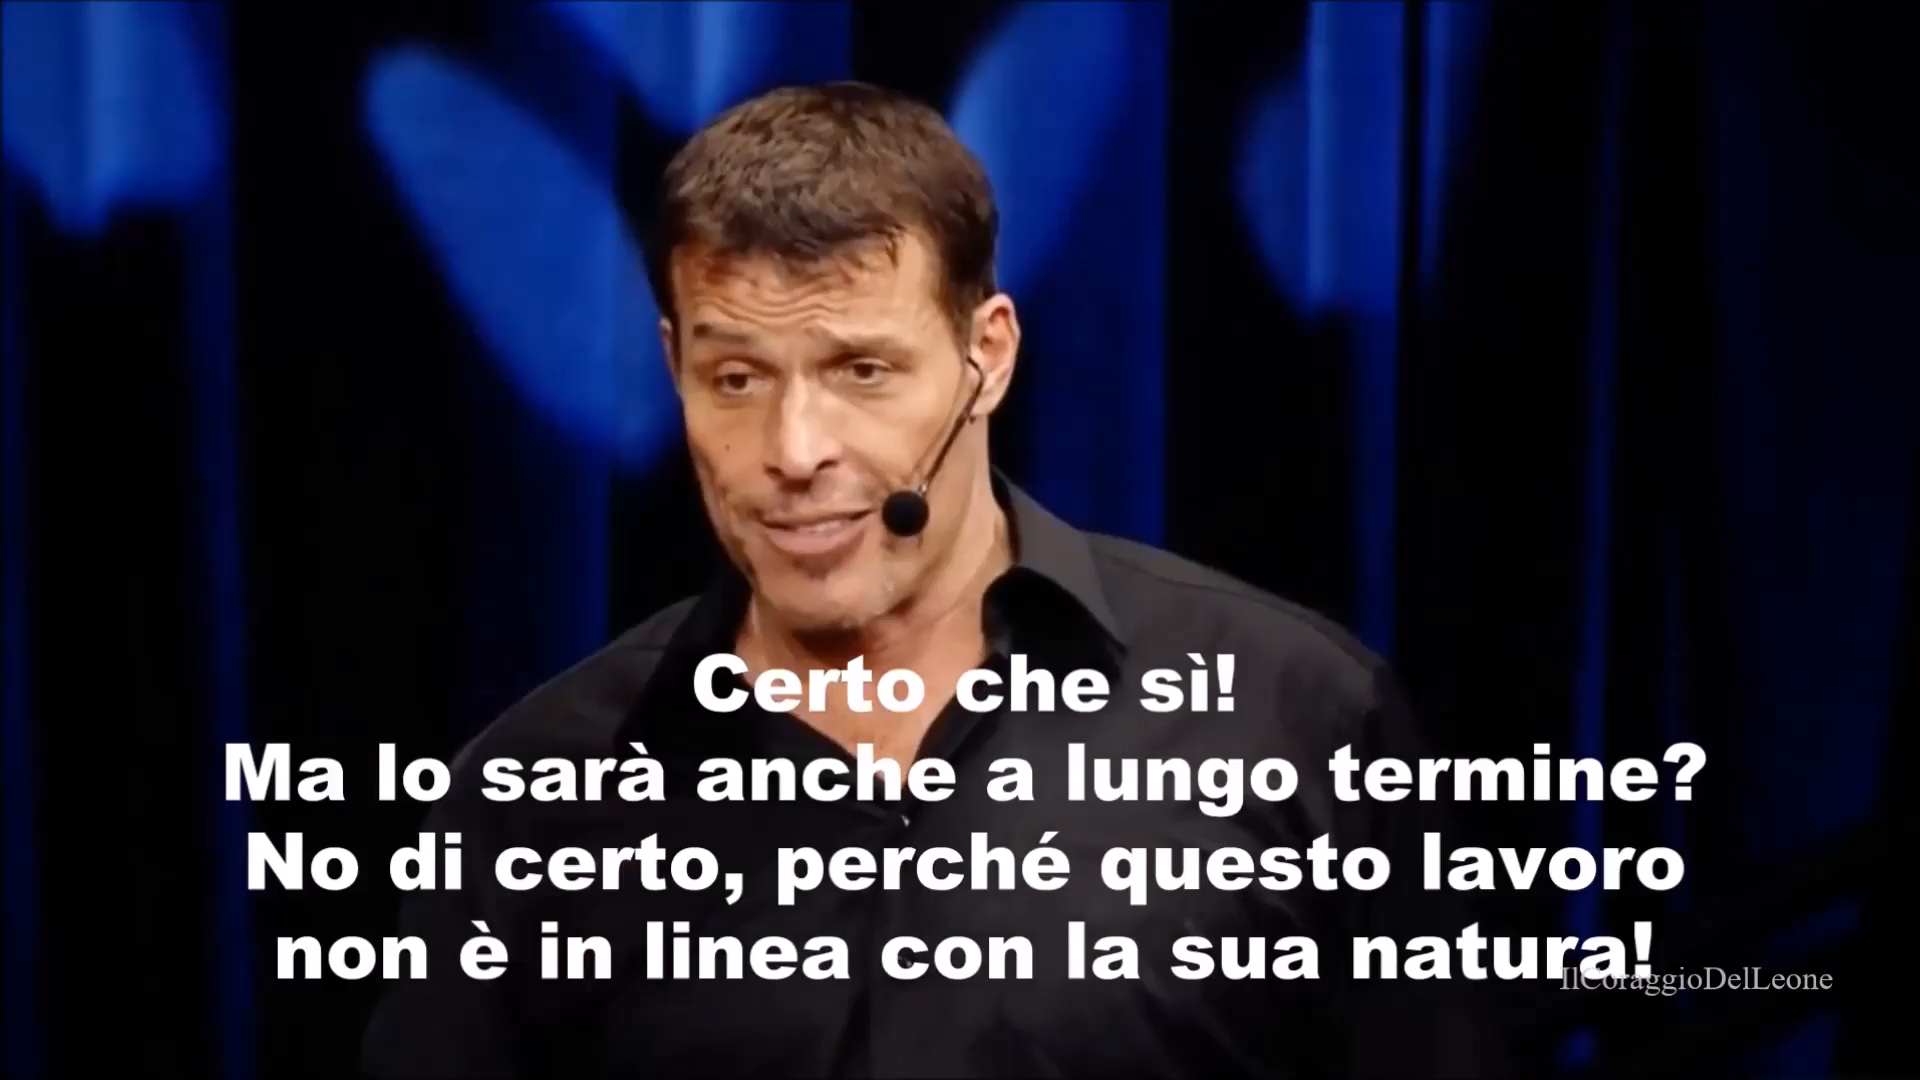 Certo che sì!
Ma lo sarà anche a lungo termine?
No di certo, perché questo lavoro
non è in linea con la sua natura!
IlCoraggioDelLeone